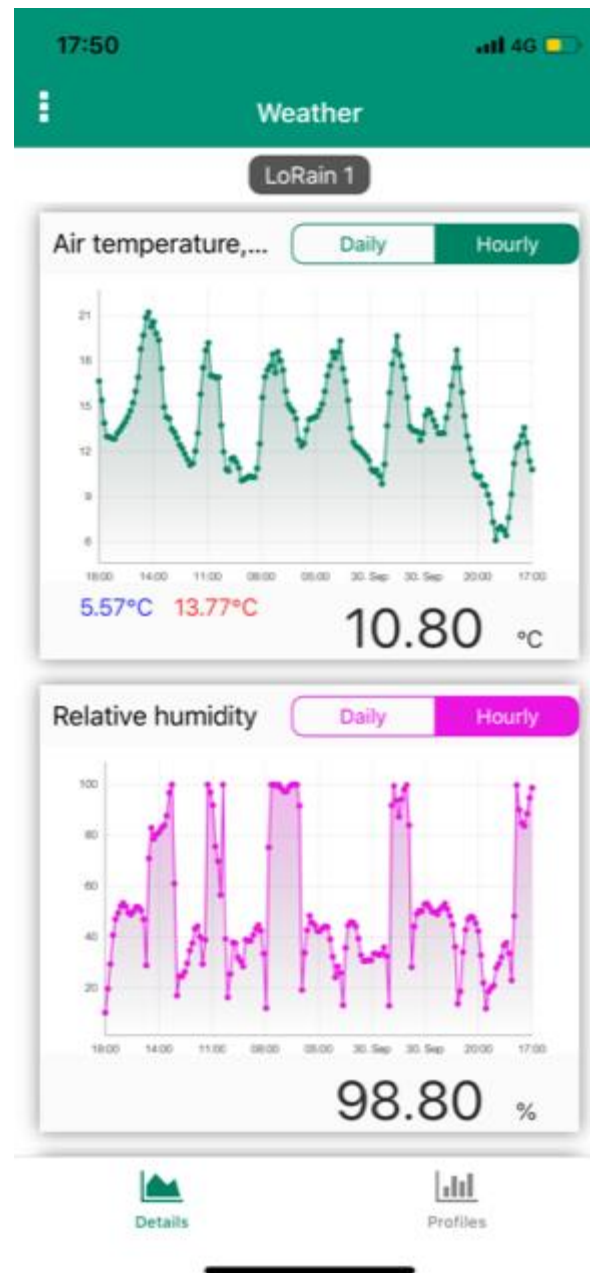 17:50 4G
Weather
LoRain 1
Air temperature,... Daily Hourly
21
18
15
12
9
6
18:00 14:00 11:00 08:00 05:00 30. Sep 30. Sep 20:00 17:00
5.57°C 13.77°C 10.80 °C
Relative humidity Daily Hourly
100
80
60
40
20
18:00 14:00 11:00 08:00 05:00 30. Sep 30. Sep 20:00 17:00
98.80 %
Details Profiles